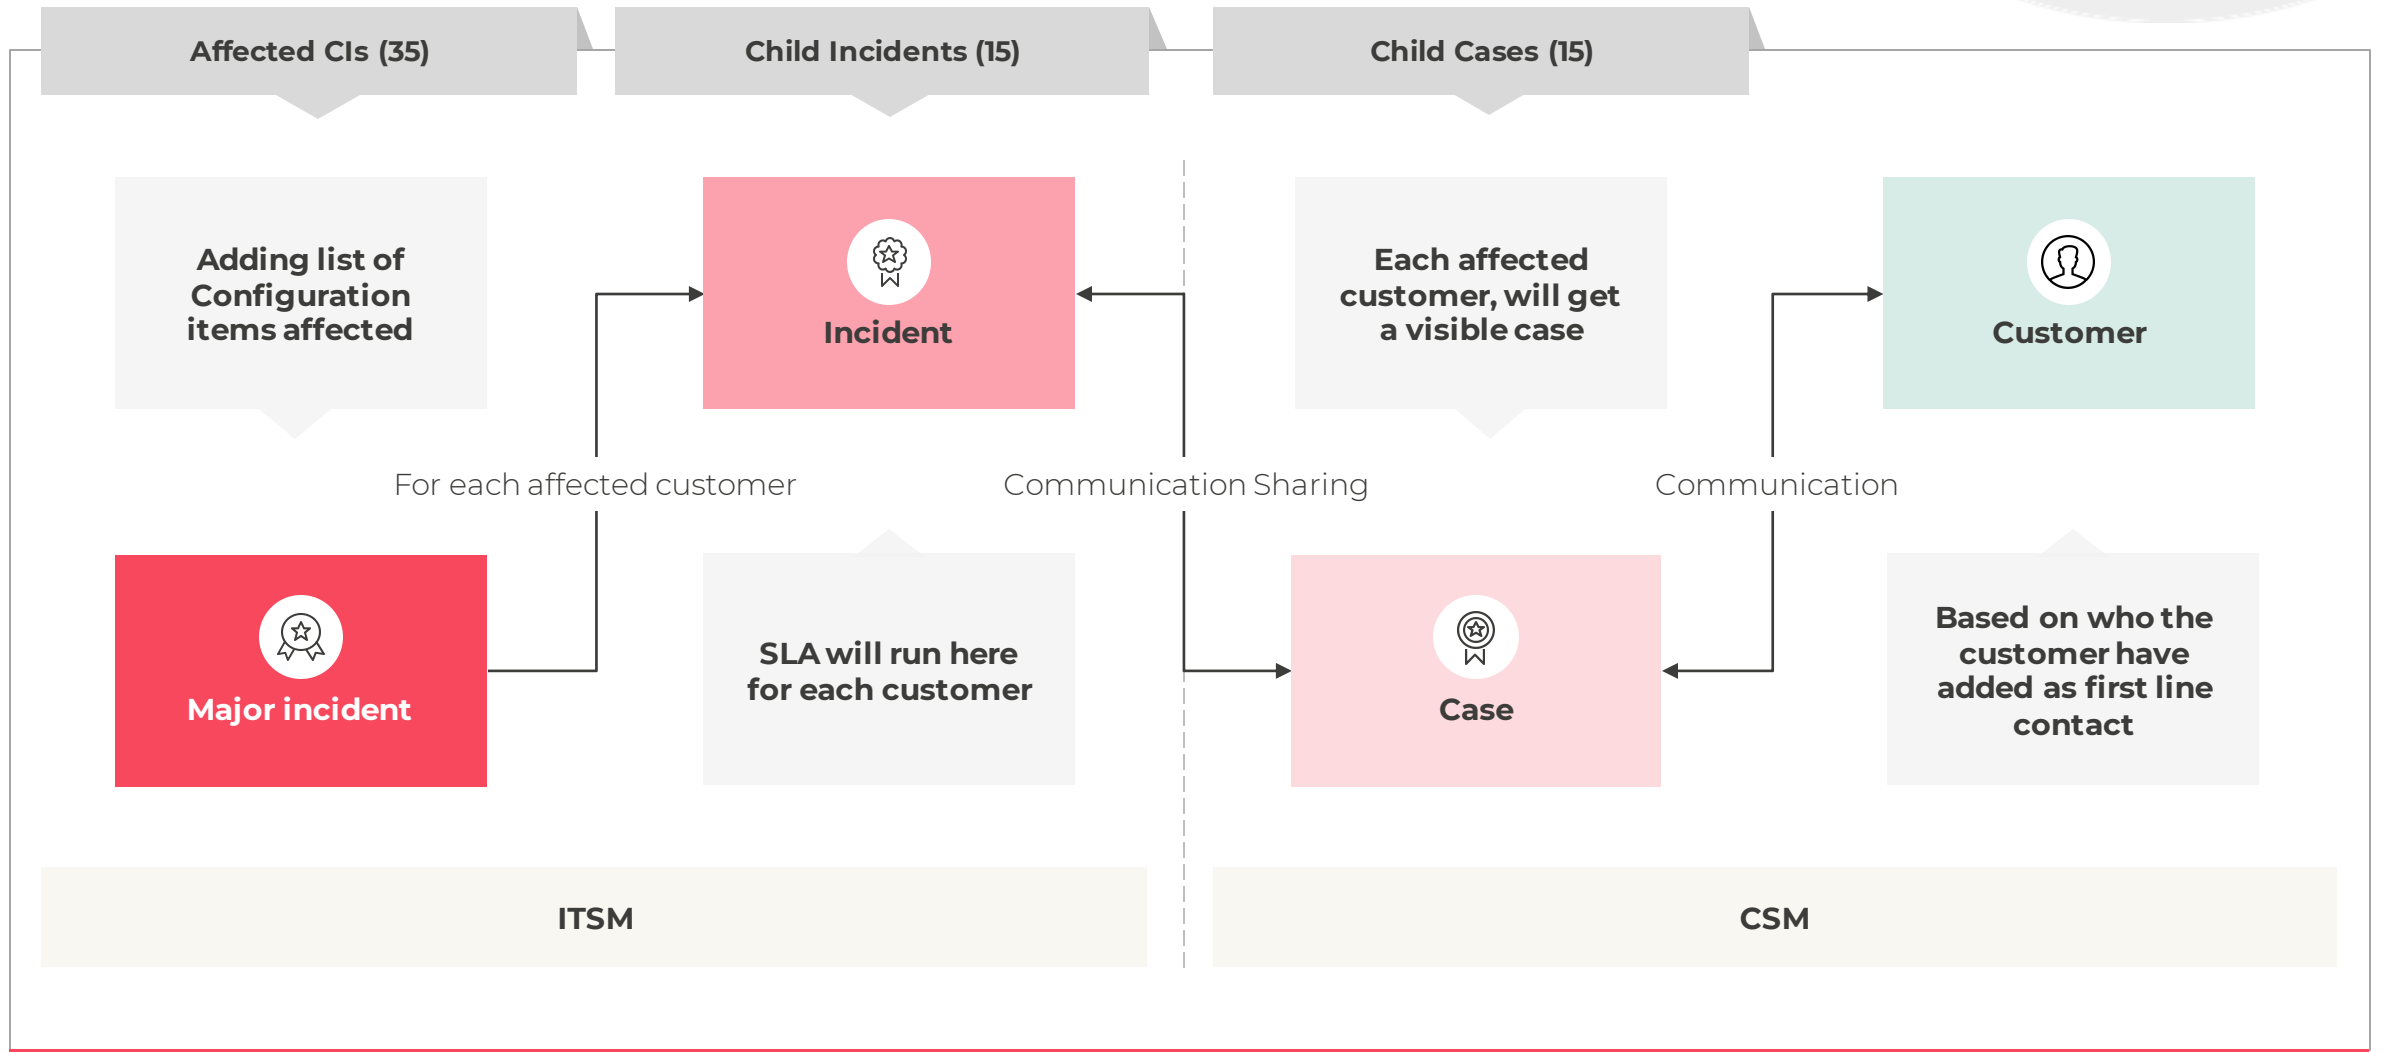 Affected CIs (35)
Child Incidents (15)
Child Cases (15)
Adding list of
Configuration
items affected
Incident
Each affected
customer, will get
a visible case
Customer
For each affected customer
Communication Sharing
Communication
Major incident
SLA will run here
for each customer
Case
Based on who the
customer have
added as first line
contact
ITSM
CSM